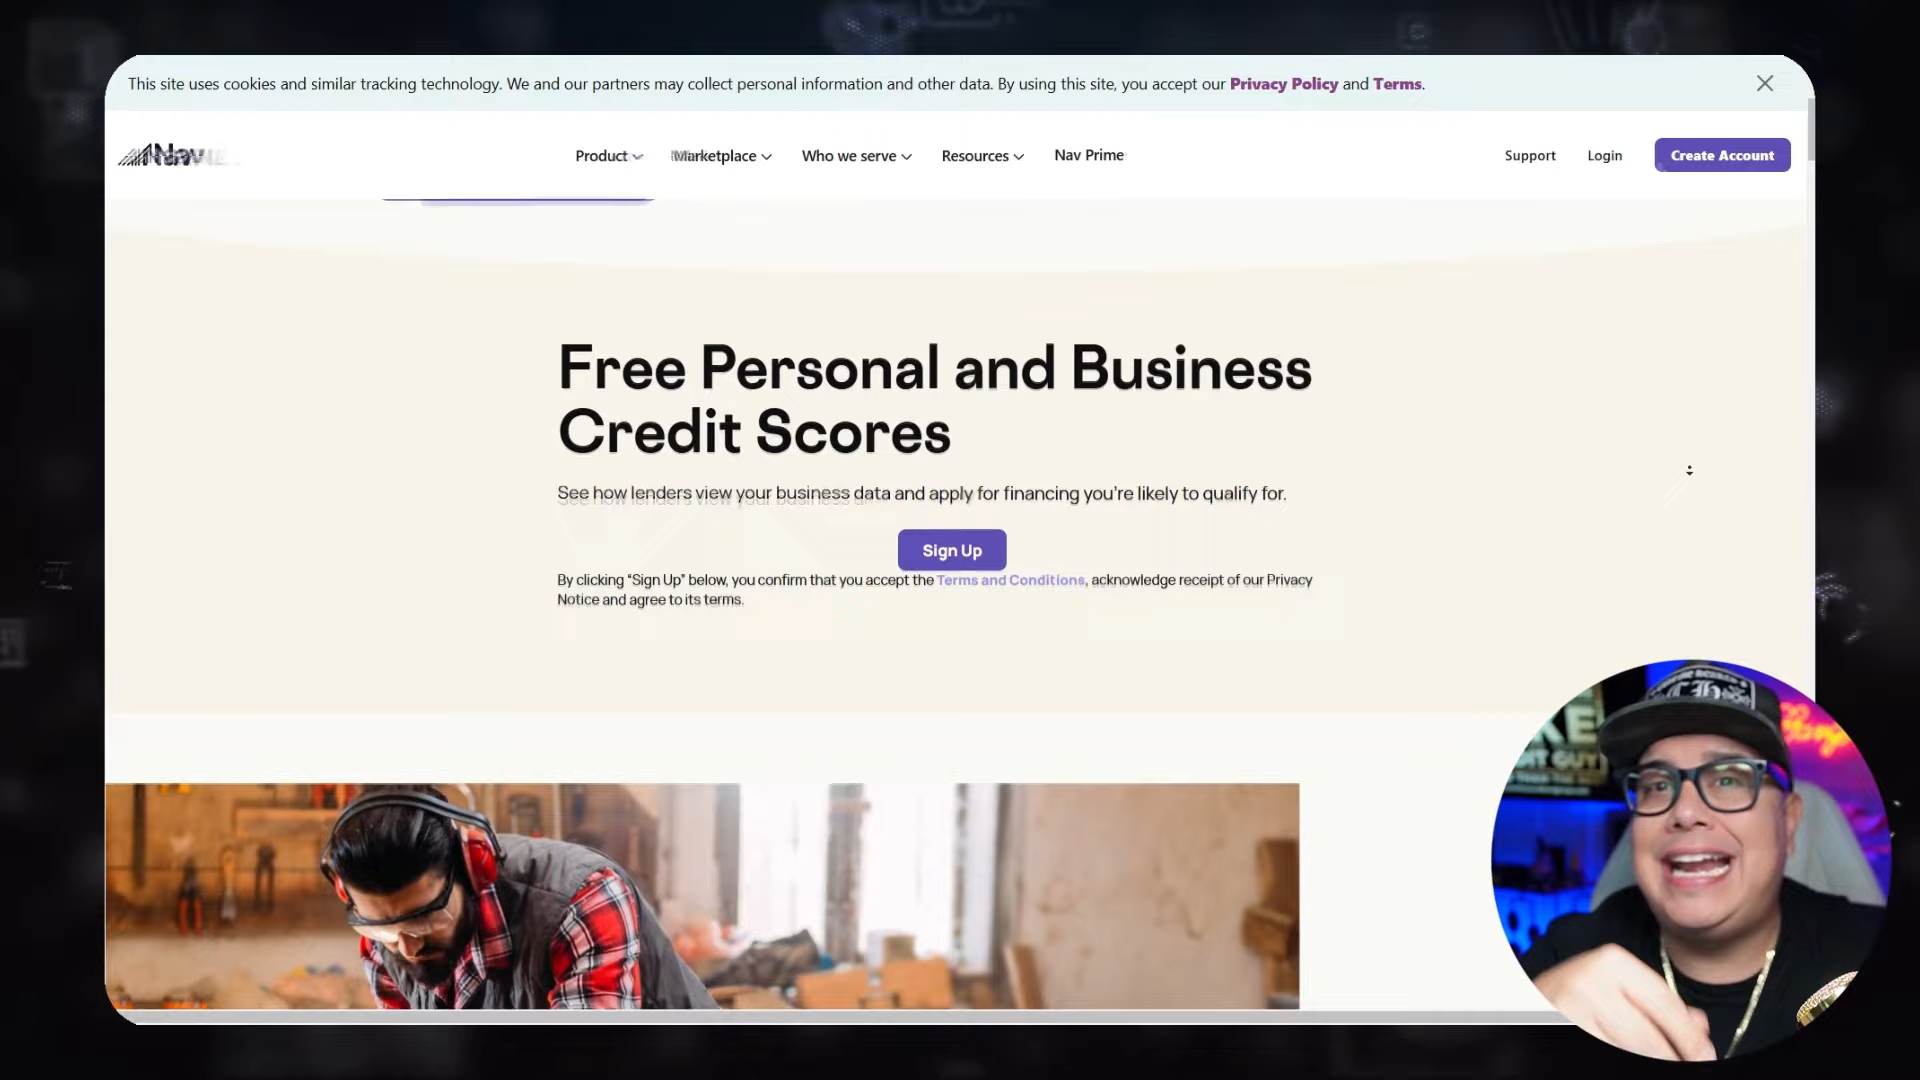 This site uses cookies and similar tracking technology. We and our partners may collect personal information and other data. By using this site, you accept our Privacy Policy and Terms.
Nav
Product
Marketplace
Who we serve
Resources
Nav Prime
Support
Login
Create Account
Free Personal and Business
Credit Scores
See how lenders view your business data and apply for financing you're likely to qualify for.
Sign Up
By clicking “Sign Up” below, you confirm that you accept the Terms and Conditions, acknowledge receipt of our Privacy
Notice and agree to its terms.